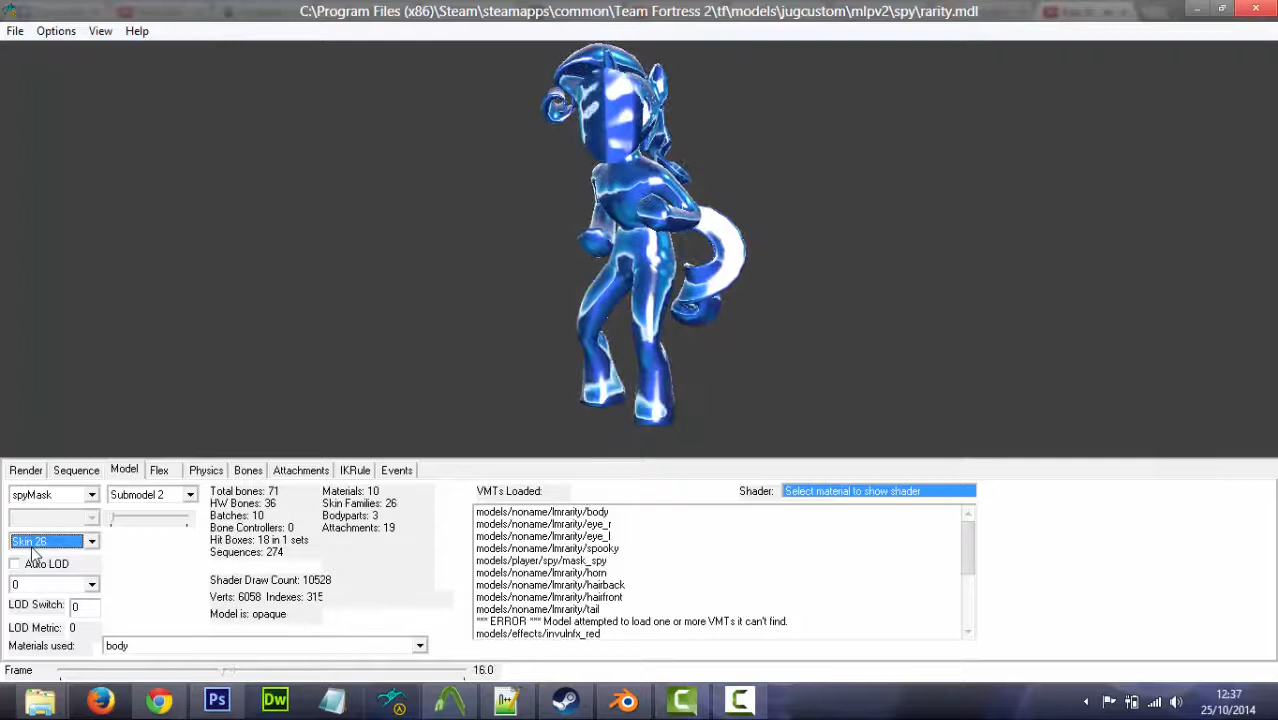 C:\Program Files (x86)\Steam\steamapps\common\Team Fortress 2\tf\models\jugcustom\mlpv2\spy\rarity.mdl
File Options View Help
Render Sequence Model Flex Physics Bones Attachments IKRule Events
spyMask Submodel 2
Skin 26
Auto LOD
0
LOD Switch: 0
LOD Metric: 0
Materials used: body
Total bones: 71
HW Bones: 36
Batches: 10
Bone Controllers: 0
Hit Boxes: 18 in 1 sets
Sequences: 274
Shader Draw Count: 10528
Verts: 6058 Indexes: 315
Model is: opaque
Materials: 10
Skin Families: 26
Bodyparts: 3
Attachments: 19
VMTs Loaded: Shader: Select material to show shader
models/noname/lmrarity/body
models/noname/lmrarity/eye_r
models/noname/lmrarity/eye_l
models/noname/lmrarity/spooky
models/player/spy/mask_spy
models/noname/lmrarity/horn
models/noname/lmrarity/hairback
models/noname/lmrarity/hairfront
models/noname/lmrarity/tail
*** ERROR *** Model attempted to load one or more VMTs it can't find.
models/effects/invulnfx_red
Frame 16.0
Ps Dw N++
12:37
25/10/2014